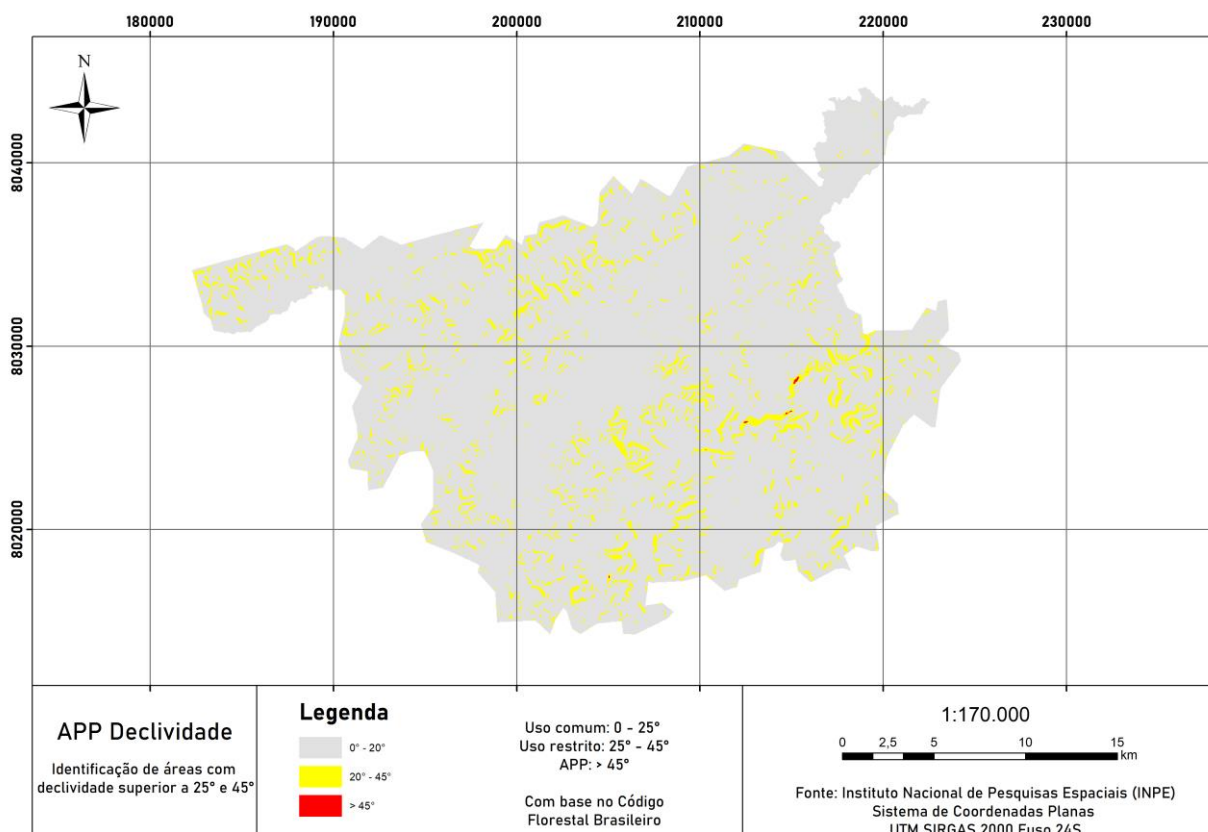 180000 190000 200000 210000 220000 230000
N
8040000
8030000
8020000
APP Declividade
Identificação de áreas com
declividade superior a 25° e 45°
Legenda
0° - 20°
20° - 45°
> 45°
Uso comum: 0 - 25°
Uso restrito: 25° - 45°
APP: > 45°
Com base no Código
Florestal Brasileiro
1:170.000
0 2,5 5 10 15
km
Fonte: Instituto Nacional de Pesquisas Espaciais (INPE)
Sistema de Coordenadas Planas
UTM SIRGAS 2000 Fuso 24S